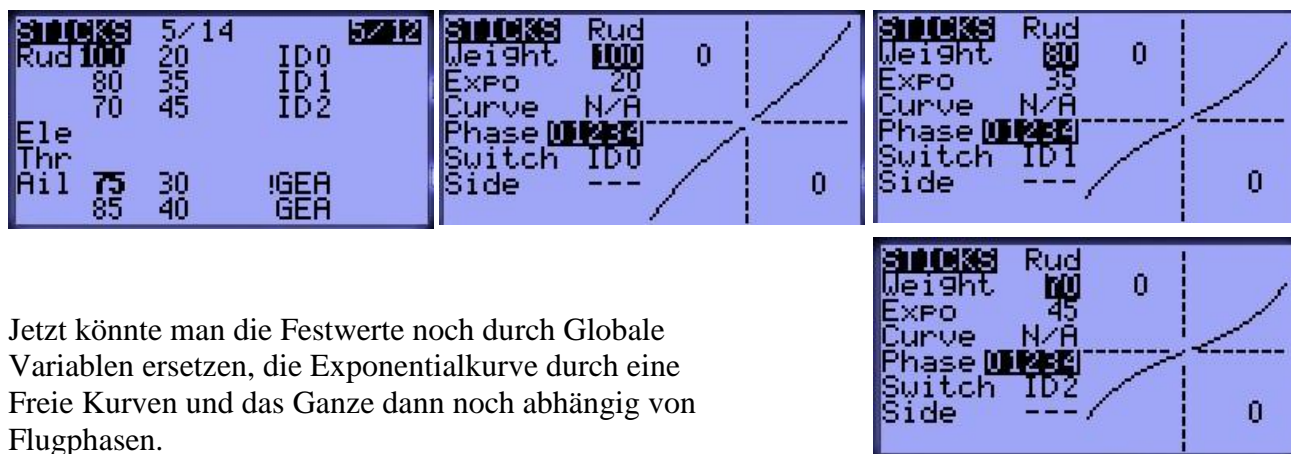 STICKS 5/14 5/12
Rud 100 20 ID0
80 35 ID1
70 45 ID2
Ele
Thr
Ail 75 30 !GEA
85 40 GEA
STICKS Rud
Weight 100 0
Expo 20
Curve N/A
Phase 01234
Switch ID0
Side --- 0
STICKS Rud
Weight 80 0
Expo 35
Curve N/A
Phase 01234
Switch ID1
Side --- 0
STICKS Rud
Weight 70 0
Expo 45
Curve N/A
Phase 01234
Switch ID2
Side --- 0
Jetzt könnte man die Festwerte noch durch Globale
Variablen ersetzen, die Exponentialkurve durch eine
Freie Kurven und das Ganze dann noch abhängig von
Flugphasen.